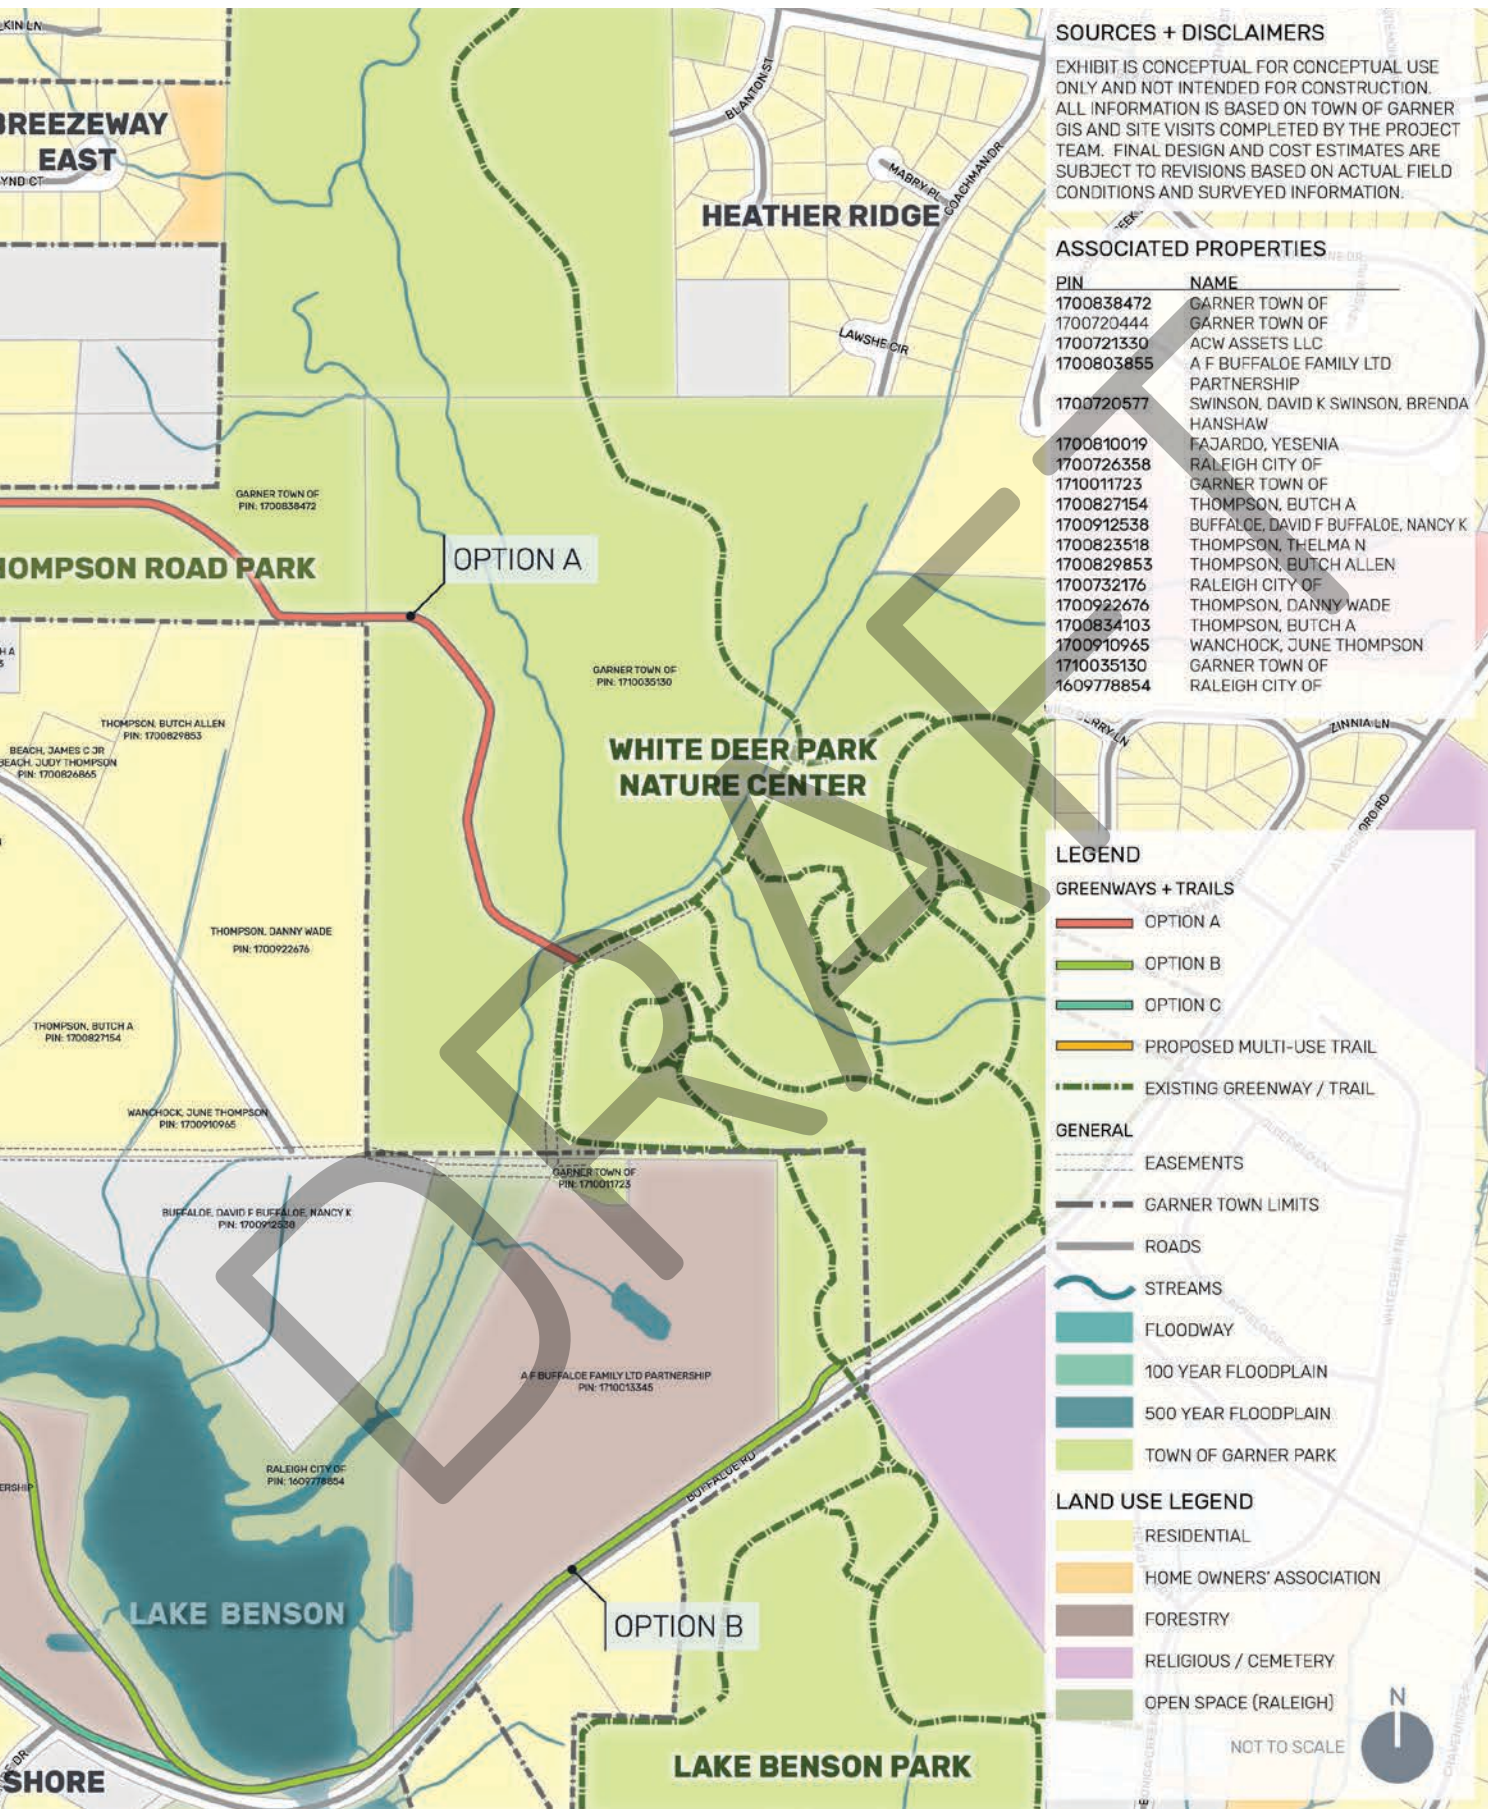 KIN LN
BREEZEWAY
EAST
YND CT
BLANTON ST
MABRY PL
COACHMAN DR
HEATHER RIDGE
LAWSHE CIR
GARNER TOWN OF
PIN: 1700838472
OMPSON ROAD PARK
OPTION A
H A
GARNER TOWN OF
PIN: 1710035130
THOMPSON, BUTCH ALLEN
PIN: 1700829853
BEACH, JAMES C JR
BEACH, JUDY THOMPSON
PIN: 1700826865
WHITE DEER PARK
NATURE CENTER
THOMPSON, DANNY WADE
PIN: 1700922676
THOMPSON, BUTCH A
PIN: 1700827154
WANCHOCK, JUNE THOMPSON
PIN: 1700910965
GARNER TOWN OF
PIN: 1710011723
BUFFALOE, DAVID F BUFFALOE, NANCY K
PIN: 1700912538
A F BUFFALOE FAMILY LTD PARTNERSHIP
PIN: 1710013345
RALEIGH CITY OF
PIN: 1609778854
ERSHIP
BUFFALOE RD
LAKE BENSON
OPTION B
LAKE BENSON PARK
SHORE
DRAFT
SOURCES + DISCLAIMERS
EXHIBIT IS CONCEPTUAL FOR CONCEPTUAL USE
ONLY AND NOT INTENDED FOR CONSTRUCTION.
ALL INFORMATION IS BASED ON TOWN OF GARNER
GIS AND SITE VISITS COMPLETED BY THE PROJECT
TEAM. FINAL DESIGN AND COST ESTIMATES ARE
SUBJECT TO REVISIONS BASED ON ACTUAL FIELD
CONDITIONS AND SURVEYED INFORMATION.
ASSOCIATED PROPERTIES
PIN NAME
1700838472 GARNER TOWN OF
1700720444 GARNER TOWN OF
1700721330 ACW ASSETS LLC
1700803855 A F BUFFALOE FAMILY LTD
PARTNERSHIP
1700720577 SWINSON, DAVID K SWINSON, BRENDA
HANSHAW
1700810019 FAJARDO, YESENIA
1700726358 RALEIGH CITY OF
1710011723 GARNER TOWN OF
1700827154 THOMPSON, BUTCH A
1700912538 BUFFALOE, DAVID F BUFFALOE, NANCY K
1700823518 THOMPSON, THELMA N
1700829853 THOMPSON, BUTCH ALLEN
1700732176 RALEIGH CITY OF
1700922676 THOMPSON, DANNY WADE
1700834103 THOMPSON, BUTCH A
1700910965 WANCHOCK, JUNE THOMPSON
1710035130 GARNER TOWN OF
1609778854 RALEIGH CITY OF
ZINNIA LN
LEGEND
GREENWAYS + TRAILS
OPTION A
OPTION B
OPTION C
PROPOSED MULTI-USE TRAIL
EXISTING GREENWAY / TRAIL
GENERAL
EASEMENTS
GARNER TOWN LIMITS
ROADS
STREAMS
FLOODWAY
100 YEAR FLOODPLAIN
500 YEAR FLOODPLAIN
TOWN OF GARNER PARK
LAND USE LEGEND
RESIDENTIAL
HOME OWNERS' ASSOCIATION
FORESTRY
RELIGIOUS / CEMETERY
OPEN SPACE (RALEIGH)
N
NOT TO SCALE
WHITE DEER TRL